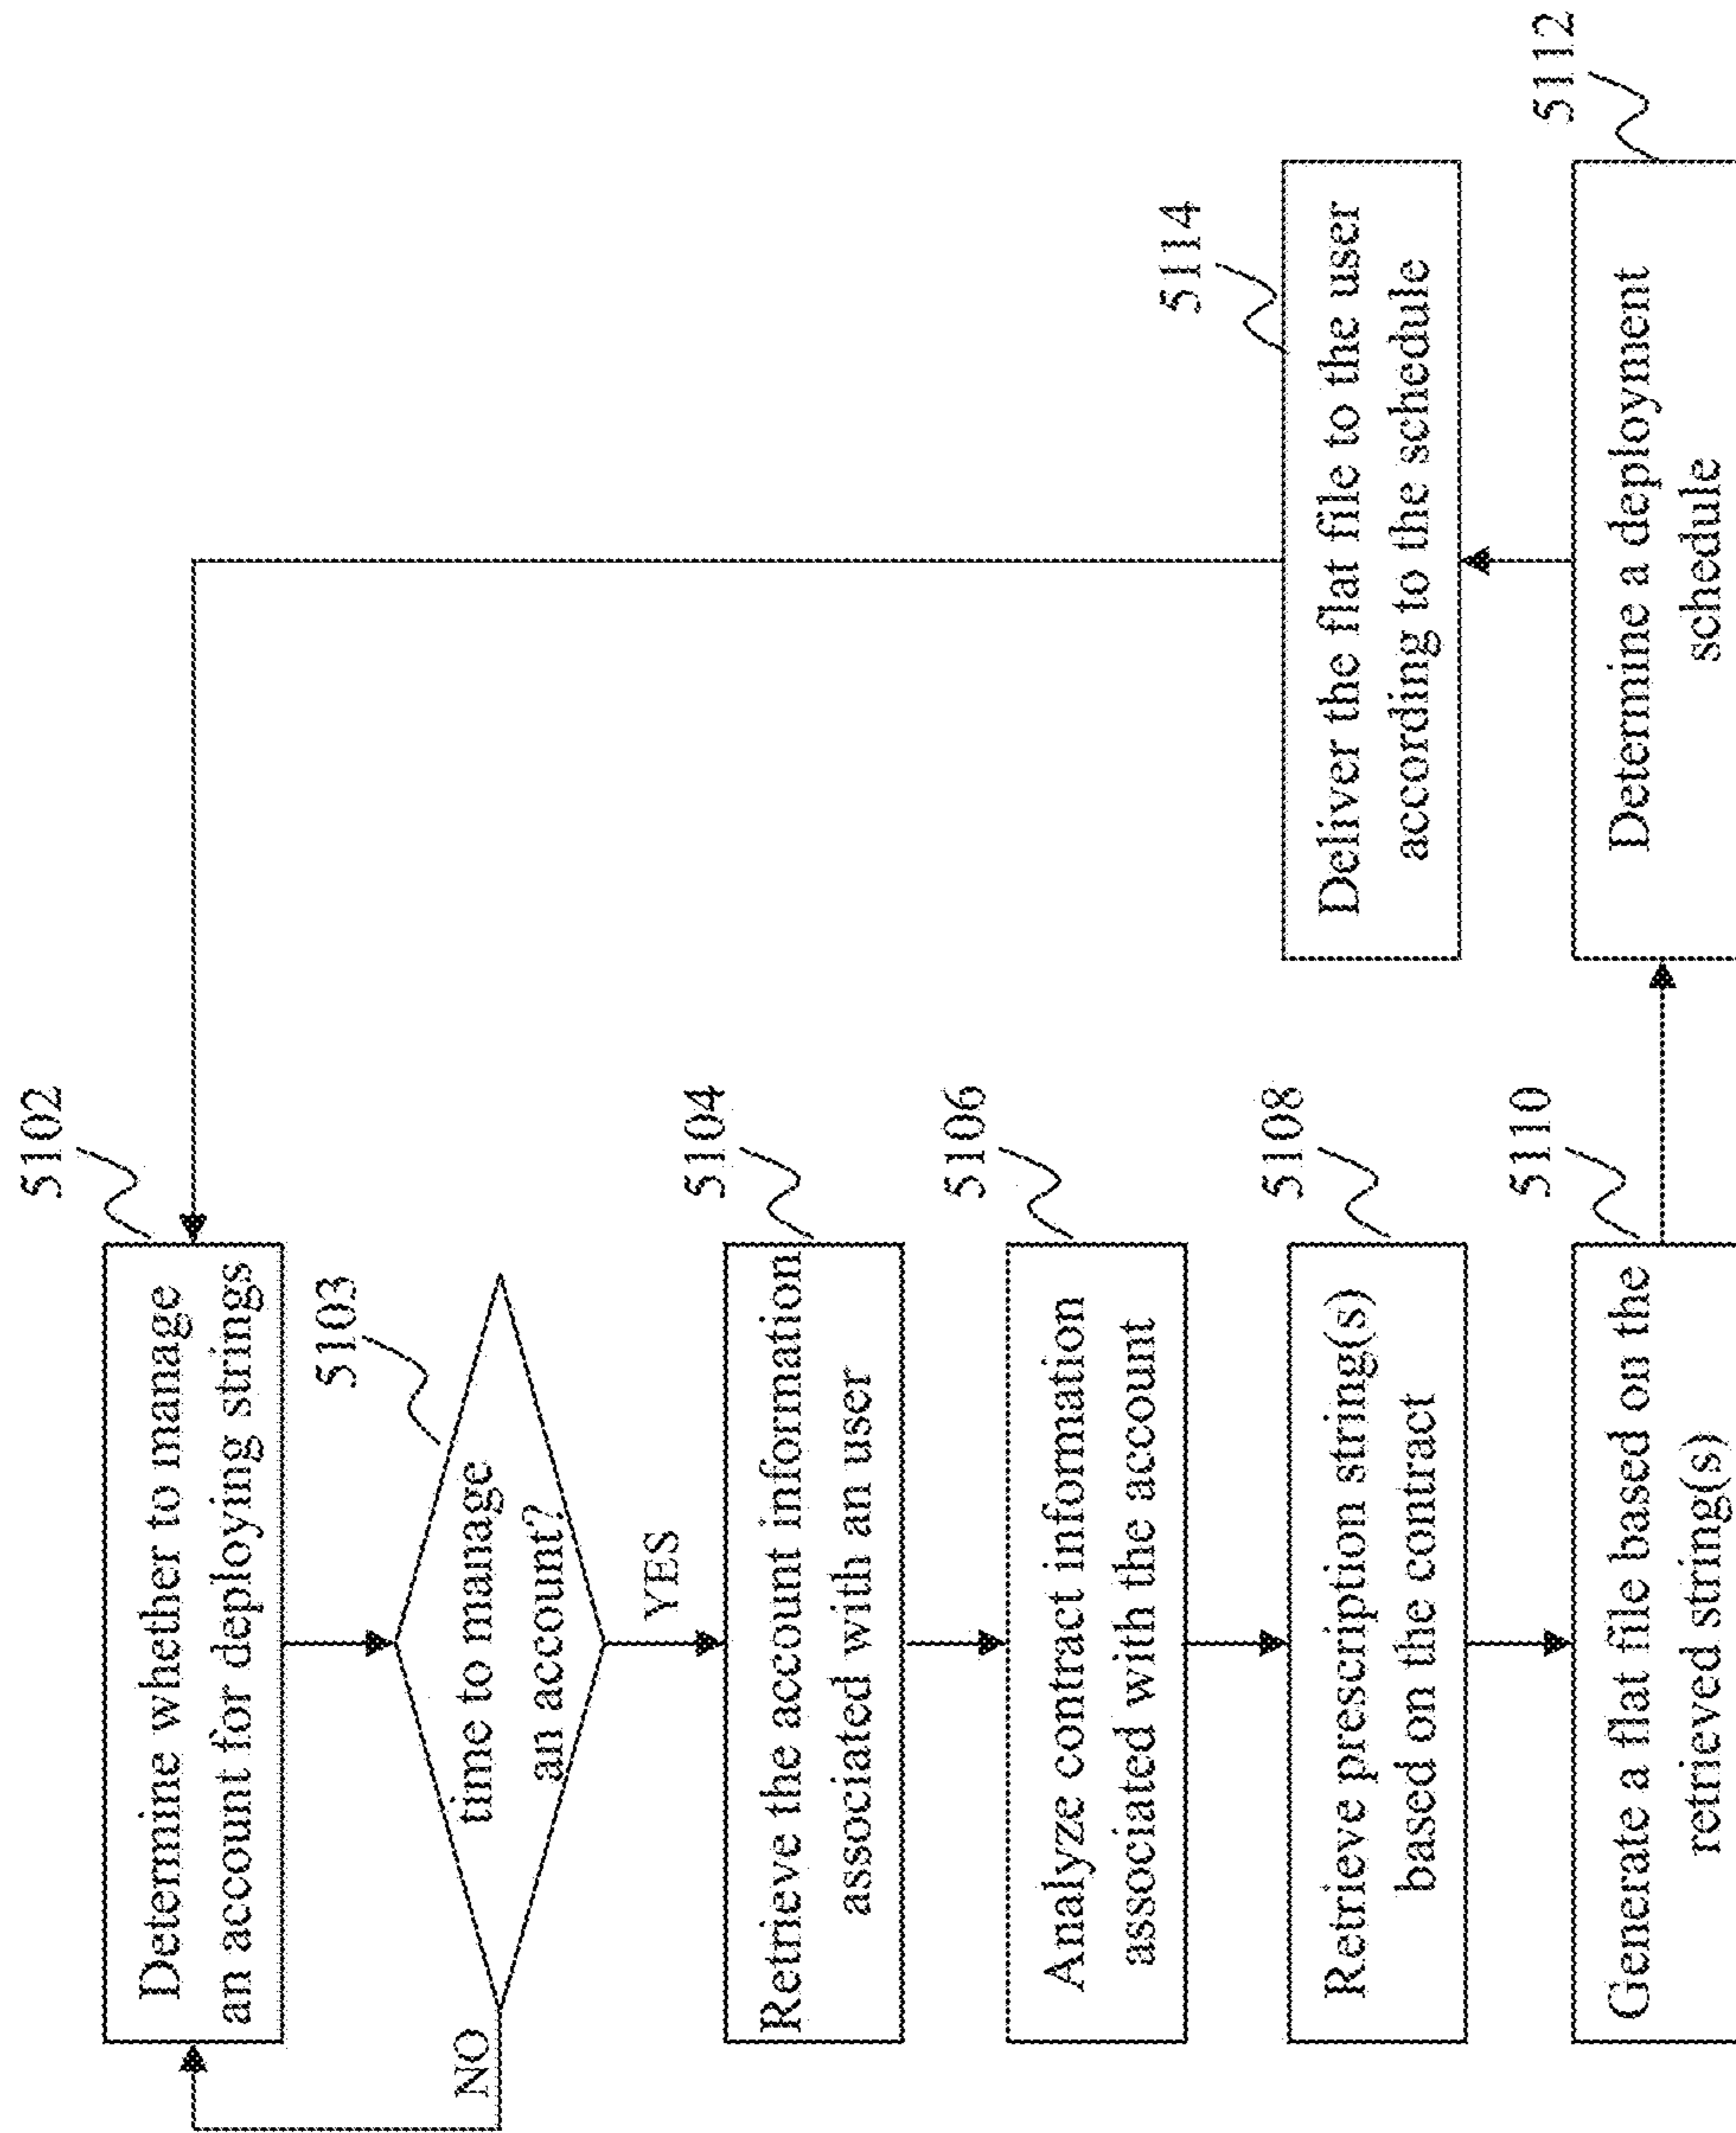 5102
Determine whether to manage
an account for deploying strings
5103
time to manage
an account?
NO
YES
5104
Retrieve the account information
associated with an user
5106
Analyze contract information
associated with the account
5108
Retrieve prescription string(s)
based on the contract
5110
Generate a flat file based on the
retrieved string(s)
5112
Determine a deployment
schedule
5114
Deliver the flat file to the user
according to the schedule